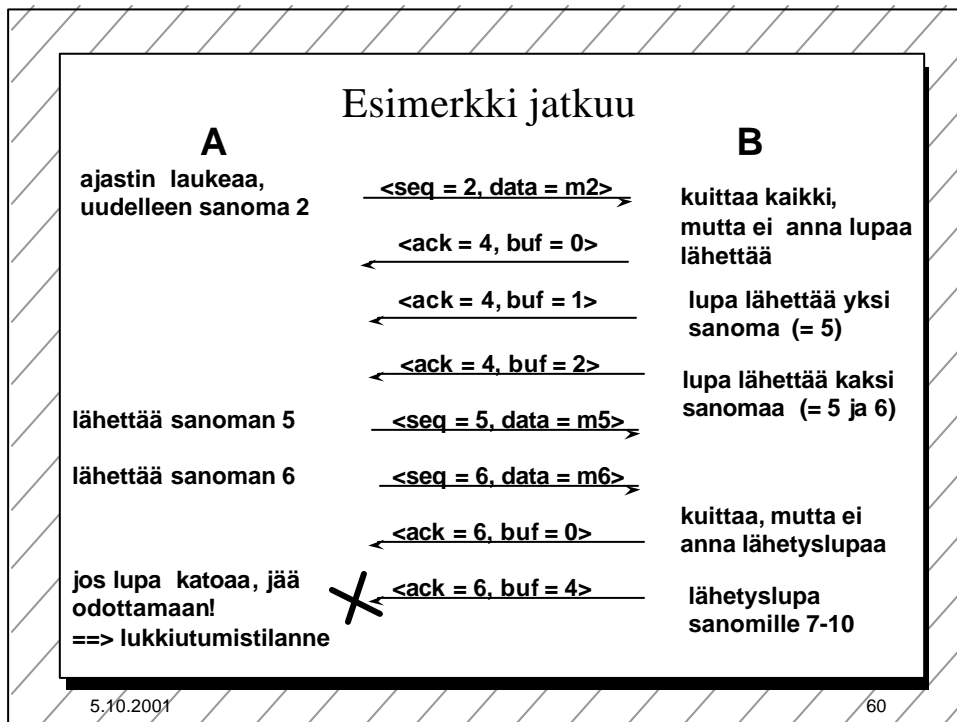 Esimerkki jatkuu
A
B
ajastin laukeaa,
uudelleen sanoma 2
<seq = 2, data = m2>
kuittaa kaikki,
mutta ei anna lupaa
lähettää
<ack = 4, buf = 0>
<ack = 4, buf = 1>
lupa lähettää yksi
sanoma (= 5)
<ack = 4, buf = 2>
lupa lähettää kaksi
sanomaa (= 5 ja 6)
lähettää sanoman 5
<seq = 5, data = m5>
lähettää sanoman 6
<seq = 6, data = m6>
<ack = 6, buf = 0>
kuittaa, mutta ei
anna lähetyslupaa
jos lupa katoaa, jää
odottamaan!
==> lukkiutumistilanne
<ack = 6, buf = 4>
lähetyslupa
sanomille 7-10
5.10.2001
60